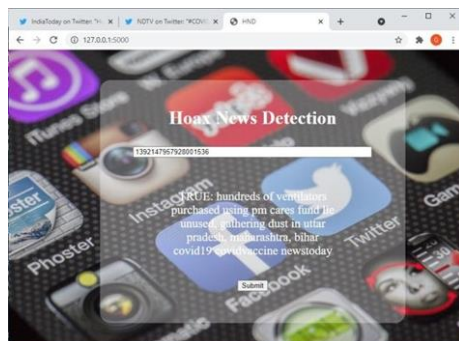 IndiaToday on Twitter: "H
NDTV on Twitter: "#COVI
HND
127.0.0.1:5000
iTunes Store
Hoax News Detection
1392147957928001536
TRUE: hundreds of ventilators
purchased using pm cares fund lie
unused, gathering dust in uttar
pradesh, maharashtra, bihar
covid19 covidvaccine newstoday
Submit
Instagram
Twitter
Facebook
Phoster
Phoster